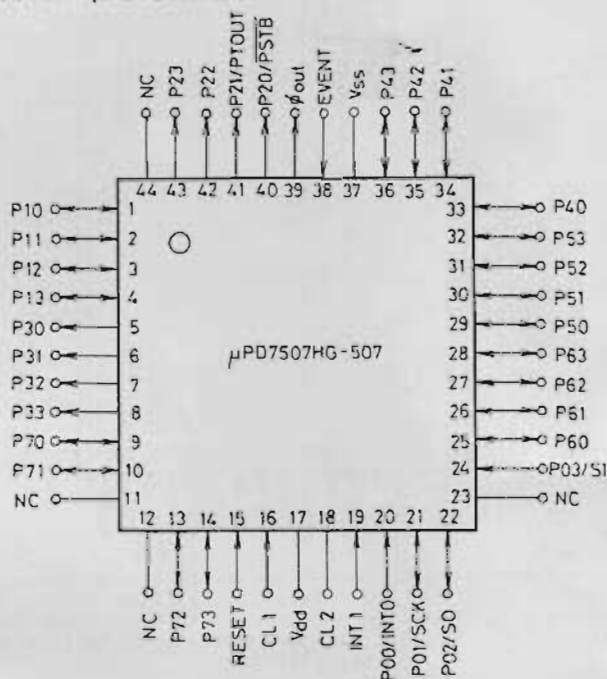 NC P23 P22 P21/PTOUT P20/PSTB ϕout EVENT Vss P43 P42 P41
44 43 42 41 40 39 38 37 36 35 34
P10 1 33 P40
P11 2 32 P53
P12 3 31 P52
P13 4 30 P51
P30 5 29 P50
P31 6 μPD7507HG-507 28 P63
P32 7 27 P62
P33 8 26 P61
P70 9 25 P60
P71 10 24 P03/SI
NC 11 23 NC
12 13 14 15 16 17 18 19 20 21 22
NC P72 P73 RESET CL1 Vdd CL2 INT1 P00/INT0 P01/SCK P02/SO